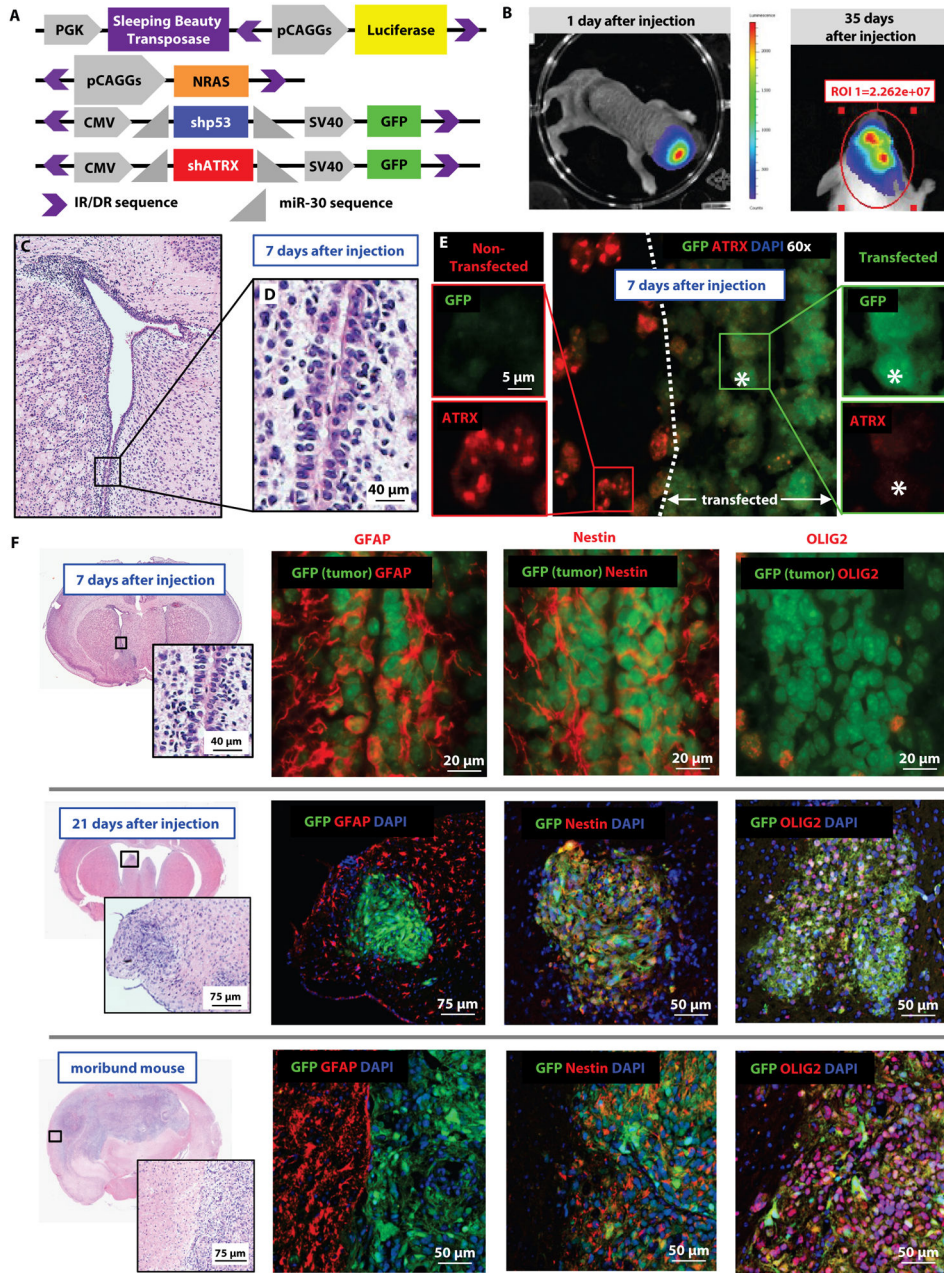 A
PGK
Sleeping Beauty
Transposase
pCAGGs
Luciferase
pCAGGs
NRAS
CMV
shp53
SV40
GFP
CMV
shATRX
SV40
GFP
IR/DR sequence
miR-30 sequence
B
1 day after injection
Luminescence
Counts
35 days
after injection
ROI 1=2.262e+07
C
7 days after injection
D
40 µm
E
Non-
Transfected
GFP
5 µm
ATRX
GFP ATRX DAPI 60x
7 days after injection
*
transfected
Transfected
GFP
*
ATRX
*
F
GFAP
Nestin
OLIG2
7 days after injection
40 µm
GFP (tumor) GFAP
20 µm
GFP (tumor) Nestin
20 µm
GFP (tumor) OLIG2
20 µm
21 days after injection
75 µm
GFP GFAP DAPI
75 µm
GFP Nestin DAPI
50 µm
GFP OLIG2 DAPI
50 µm
moribund mouse
75 µm
GFP GFAP DAPI
50 µm
GFP Nestin DAPI
50 µm
GFP OLIG2 DAPI
50 µm